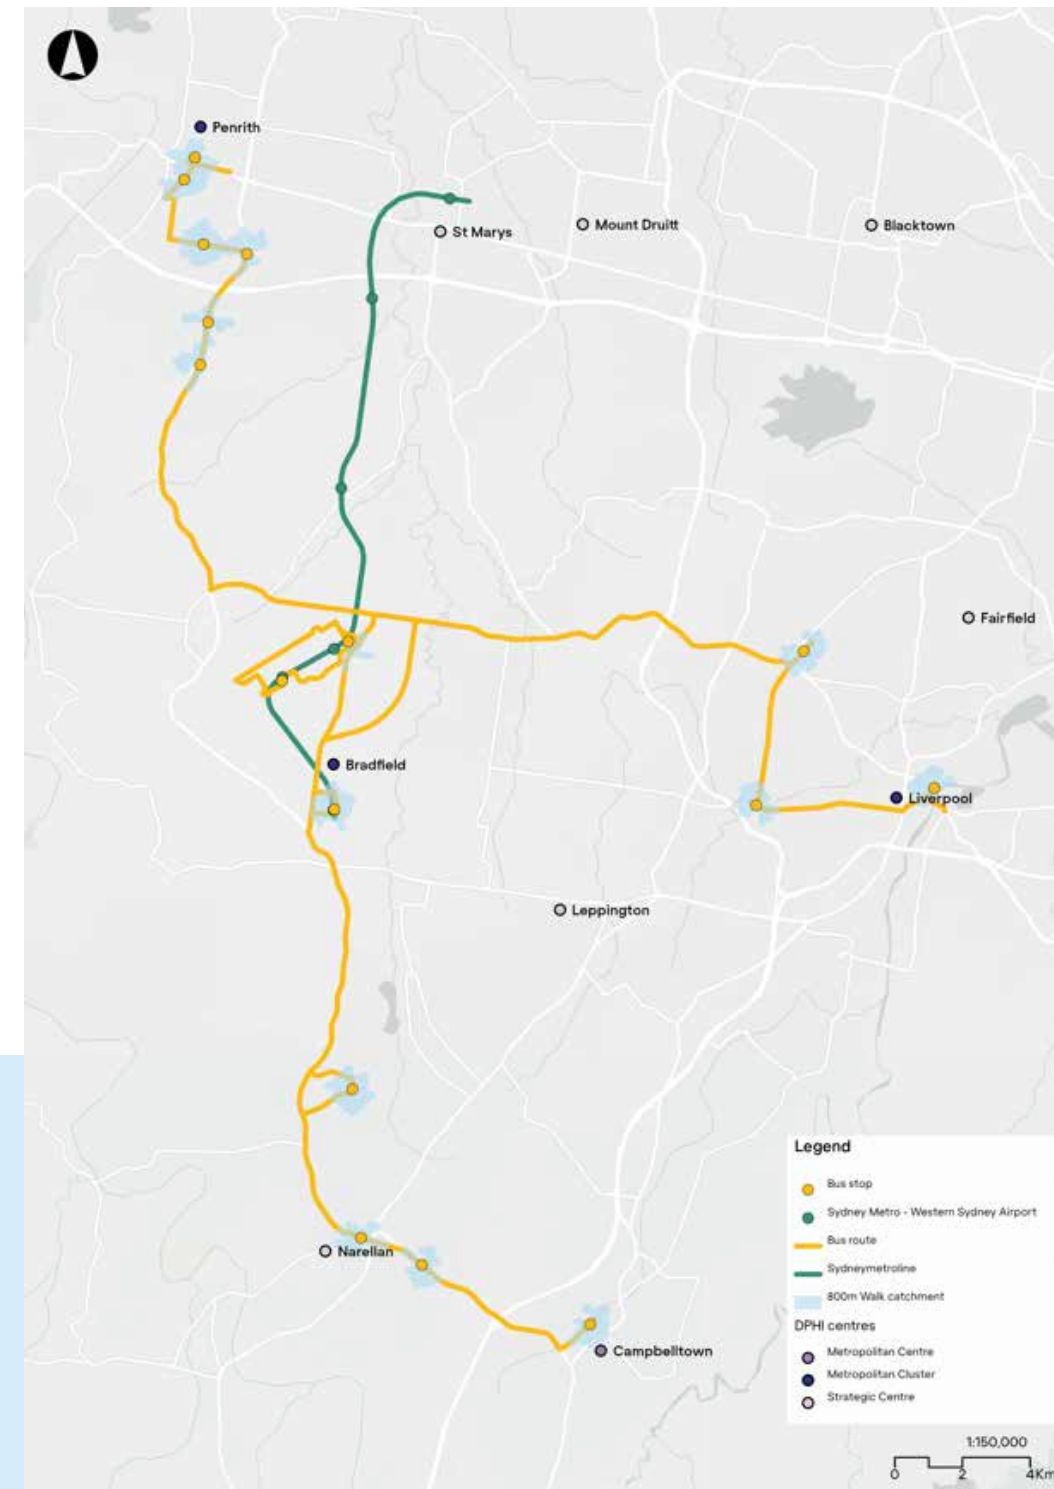 Penrith
St Marys
Mount Druitt
Blacktown
Fairfield
Bradfield
Liverpool
Leppington
Narellan
Campbelltown
Legend
Bus stop
Sydney Metro - Western Sydney Airport
Bus route
Sydneymetroline
800m Walk catchment
DPHI centres
Metropolitan Centre
Metropolitan Cluster
Strategic Centre
1:150,000
0 2 4Km